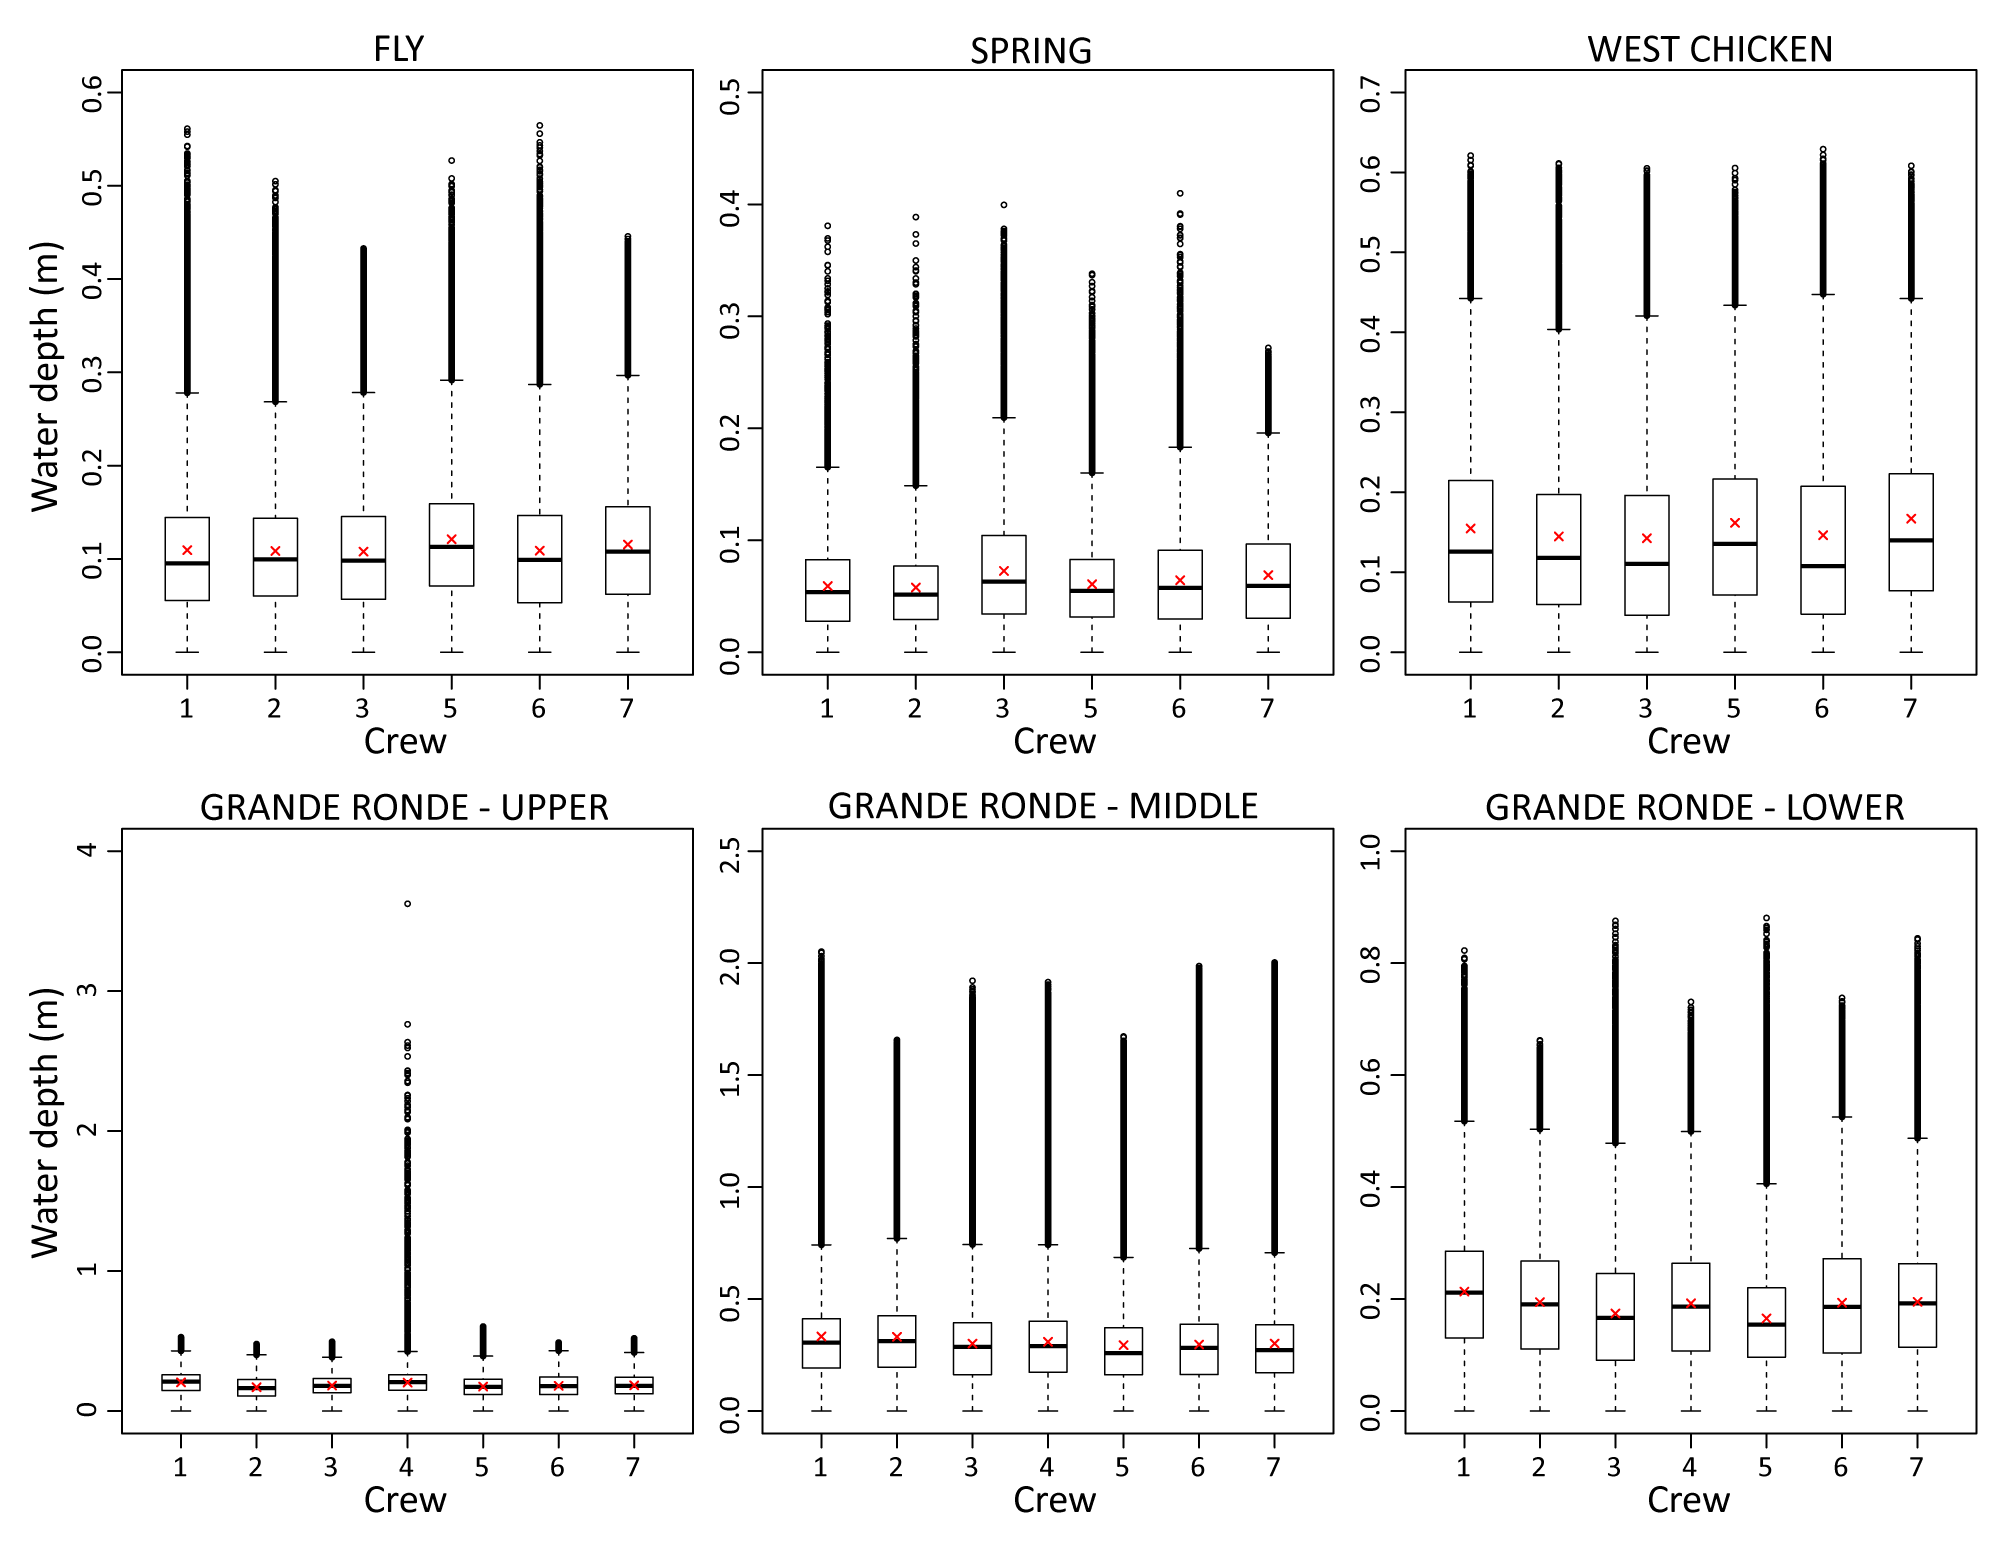 FLY
SPRING
WEST CHICKEN
Water depth (m)
0.6
0.5
0.4
0.3
0.2
0.1
0.0
0.5
0.4
0.3
0.2
0.1
0.0
0.7
0.6
0.5
0.4
0.3
0.2
0.1
0.0
1 2 3 5 6 7
1 2 3 5 6 7
1 2 3 5 6 7
Crew
Crew
Crew
GRANDE RONDE - UPPER
GRANDE RONDE - MIDDLE
GRANDE RONDE - LOWER
Water depth (m)
4
3
2
1
0
2.5
2.0
1.5
1.0
0.5
0.0
1.0
0.8
0.6
0.4
0.2
0.0
1 2 3 4 5 6 7
1 2 3 4 5 6 7
1 2 3 4 5 6 7
Crew
Crew
Crew